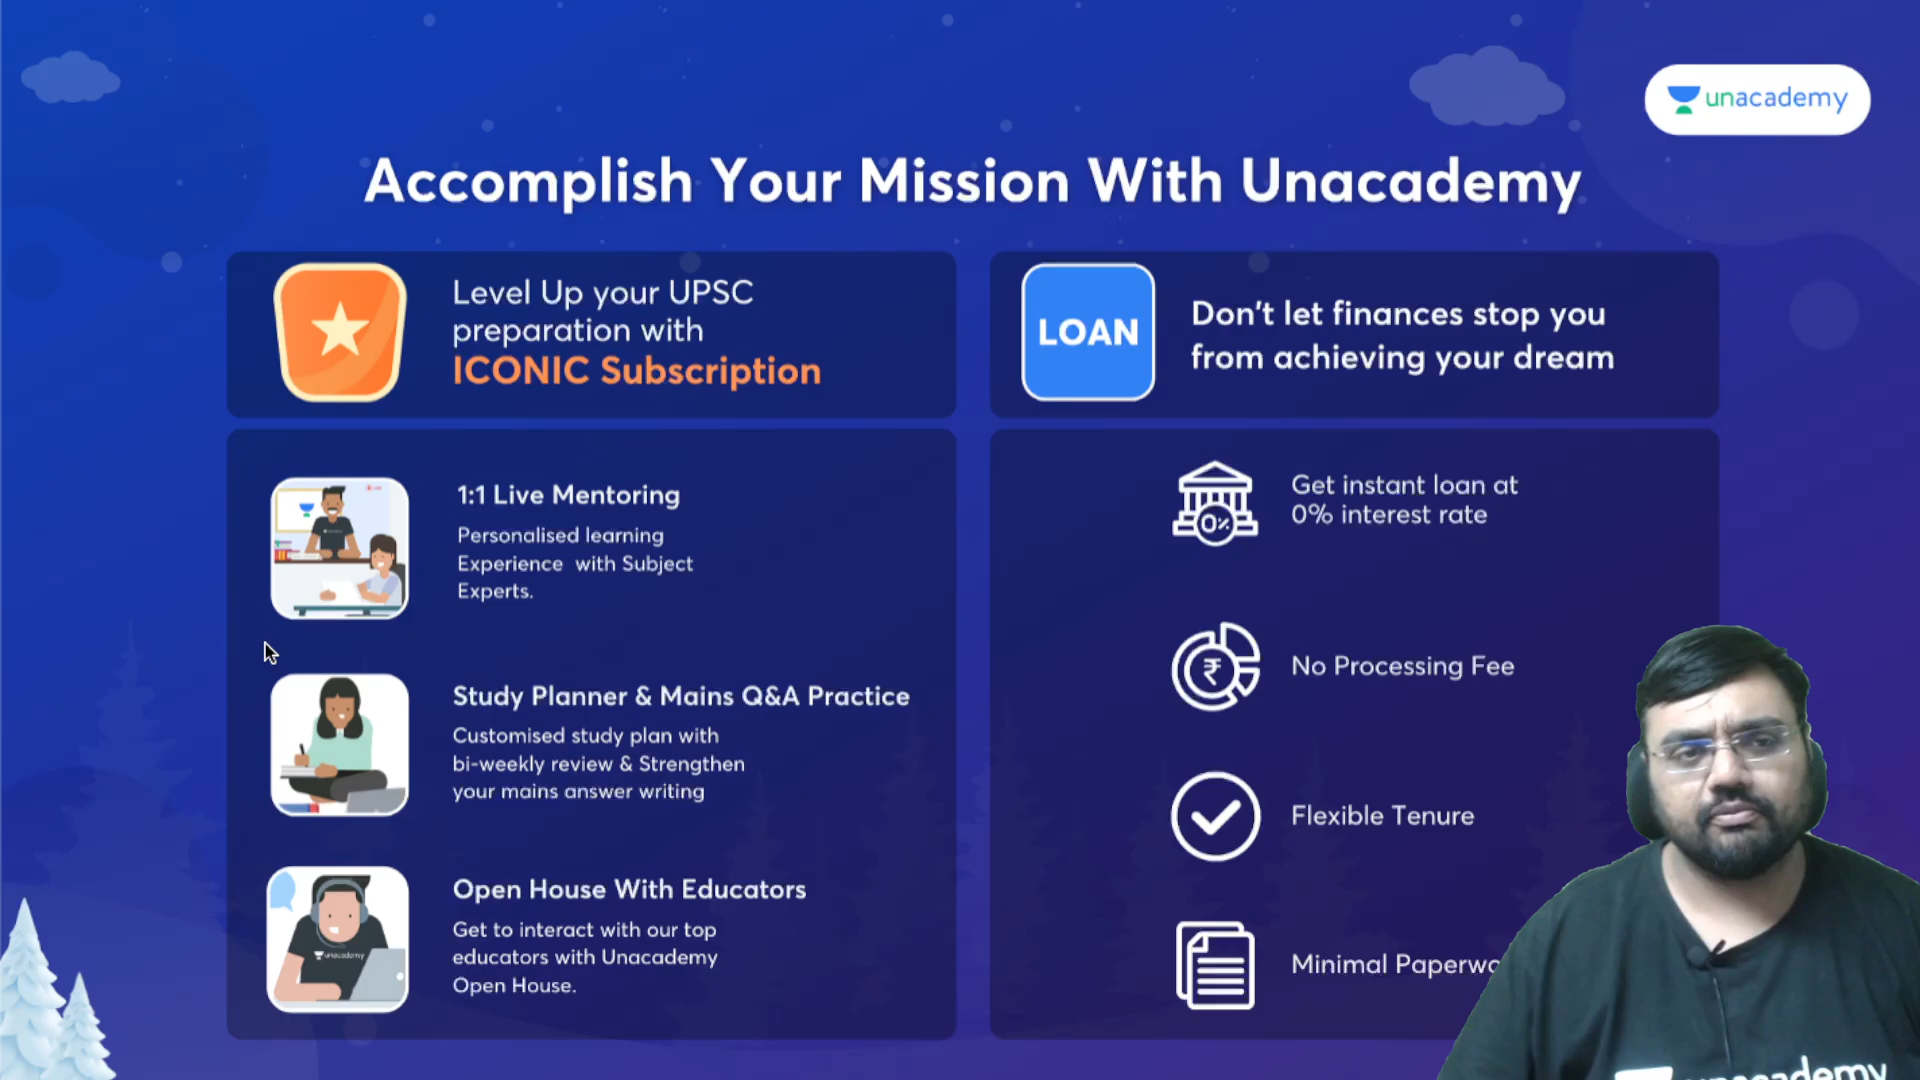 unacademy
Accomplish Your Mission With Unacademy
Level Up your UPSC
preparation with
ICONIC Subscription
1:1 Live Mentoring
Personalised learning
Experience with Subject
Experts.
Study Planner & Mains Q&A Practice
Customised study plan with
bi-weekly review & Strengthen
your mains answer writing
Open House With Educators
Get to interact with our top
educators with Unacademy
Open House.
unacademy
LOAN
Don't let finances stop you
from achieving your dream
0%
Get instant loan at
0% interest rate
₹
No Processing Fee
Flexible Tenure
Minimal Paperwo
unacademy